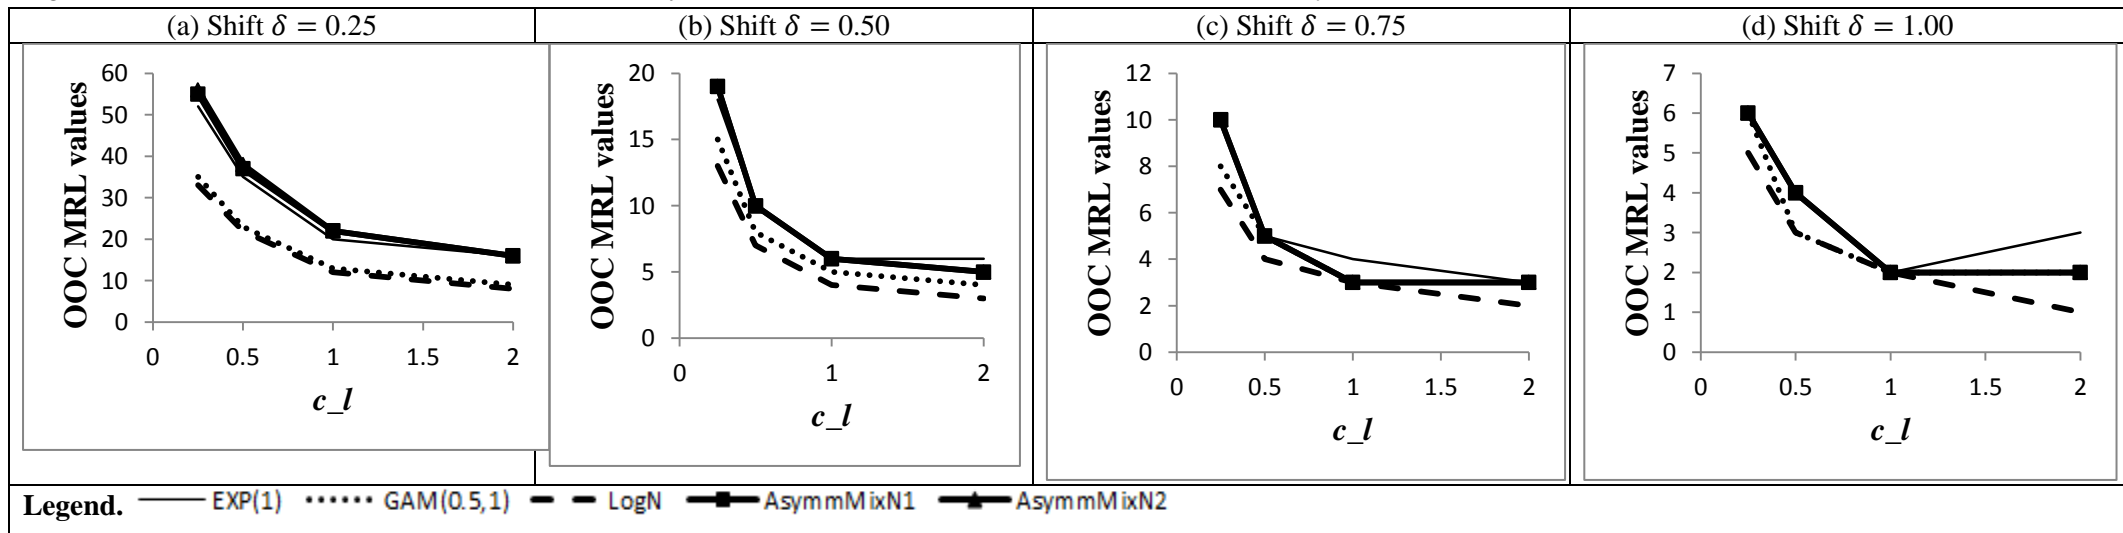 (a) Shift δ = 0.25
(b) Shift δ = 0.50
(c) Shift δ = 0.75
(d) Shift δ = 1.00
OOC MRL values
60
50
40
30
20
10
0
0 0.5 1 1.5 2
c_l
OOC MRL values
20
15
10
5
0
0 1 2
c_l
OOC MRL values
12
10
8
6
4
2
0
0 0.5 1 1.5 2
c_l
OOC MRL values
7
6
5
4
3
2
1
0
0 0.5 1 1.5 2
c_l
Legend. EXP(1) GAM(0.5,1) LogN AsymmMixN1 AsymmMixN2